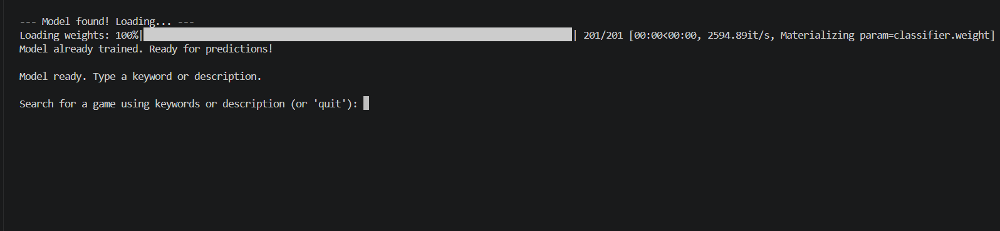 --- Model found! Loading... ---
Loading weights: 100%|██████████| 201/201 [00:00<00:00, 2594.89it/s, Materializing param=classifier.weight]
Model already trained. Ready for predictions!
Model ready. Type a keyword or description.
Search for a game using keywords or description (or 'quit'):